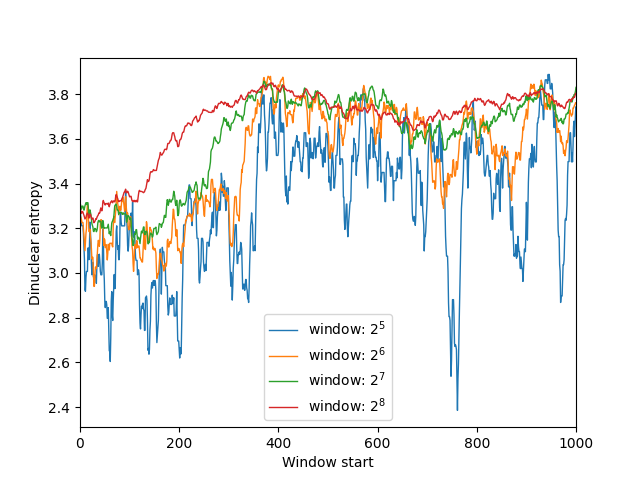 3.8
3.6
3.4
3.2
3.0
2.8
2.6
2.4
Dinuclear entropy
window: 2^5
window: 2^6
window: 2^7
window: 2^8
0 200 400 600 800 1000
Window start